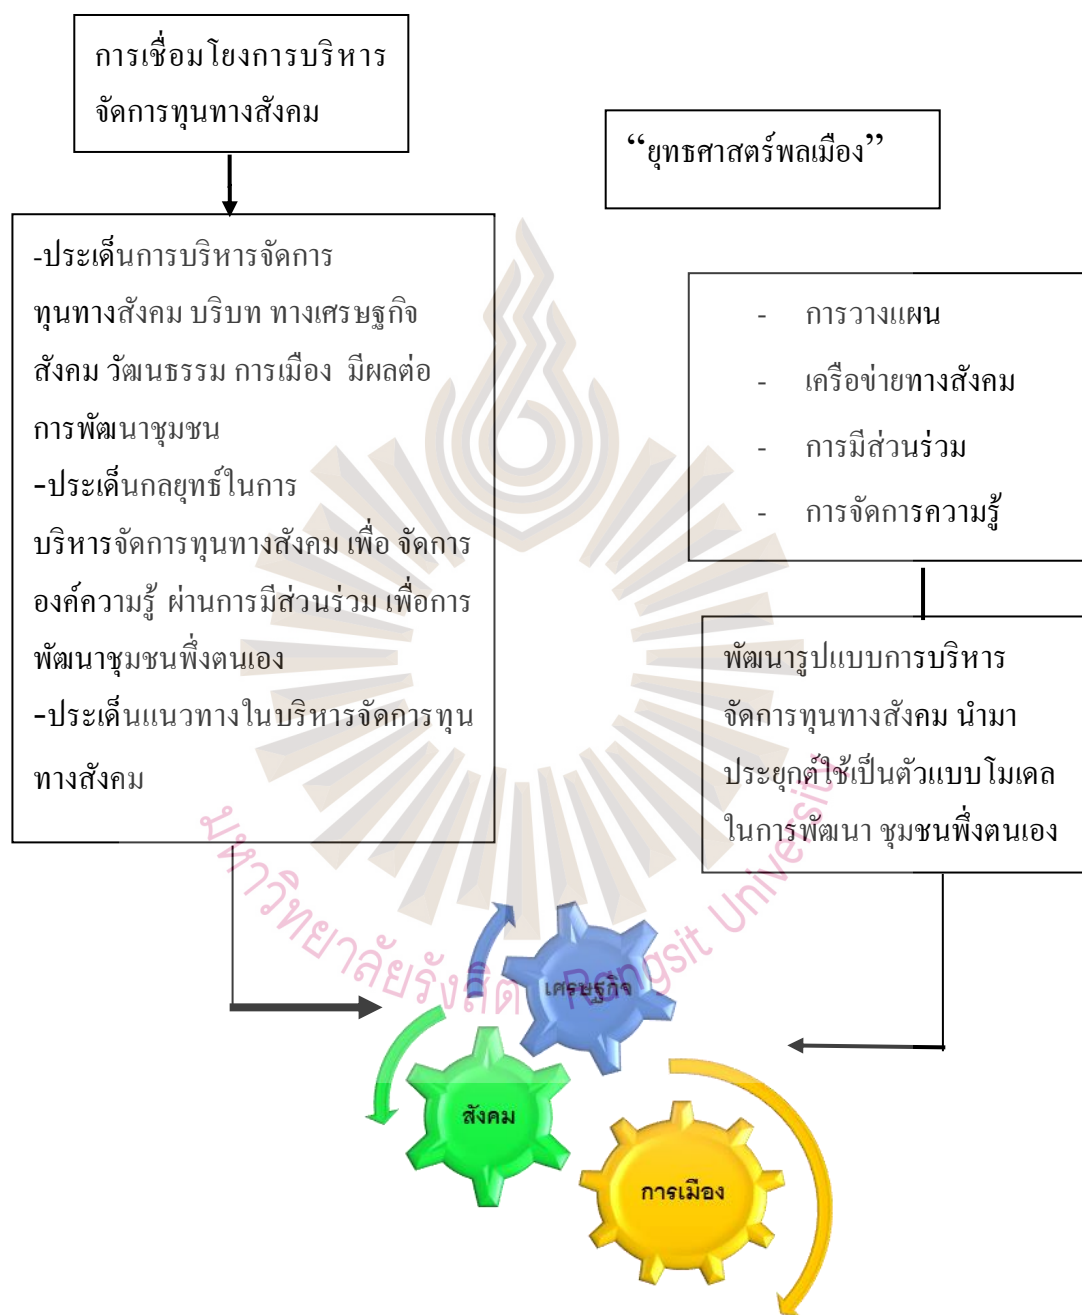 การเชื่อมโยงการบริหาร
จัดการทุนทางสังคม
“ยุทธศาสตร์พลเมือง”
-ประเด็นการบริหารจัดการ
ทุนทางสังคม บริบท ทางเศรษฐกิจ
สังคม วัฒนธรรม การเมือง มีผลต่อ
การพัฒนาชุมชน
-ประเด็นกลยุทธ์ในการ
บริหารจัดการทุนทางสังคม เพื่อ จัดการ
องค์ความรู้ ผ่านการมีส่วนร่วม เพื่อการ
พัฒนาชุมชนพึ่งตนเอง
-ประเด็นแนวทางในบริหารจัดการทุน
ทางสังคม
- การวางแผน
- เครือข่ายทางสังคม
- การมีส่วนร่วม
- การจัดการความรู้
พัฒนารูปแบบการบริหาร
จัดการทุนทางสังคม นำมา
ประยุกต์ใช้เป็นตัวแบบโมเดล
ในการพัฒนา ชุมชนพึ่งตนเอง
มหาวิทยาลัยรังสิต Rangsit University
เศรษฐกิจ
สังคม
การเมือง